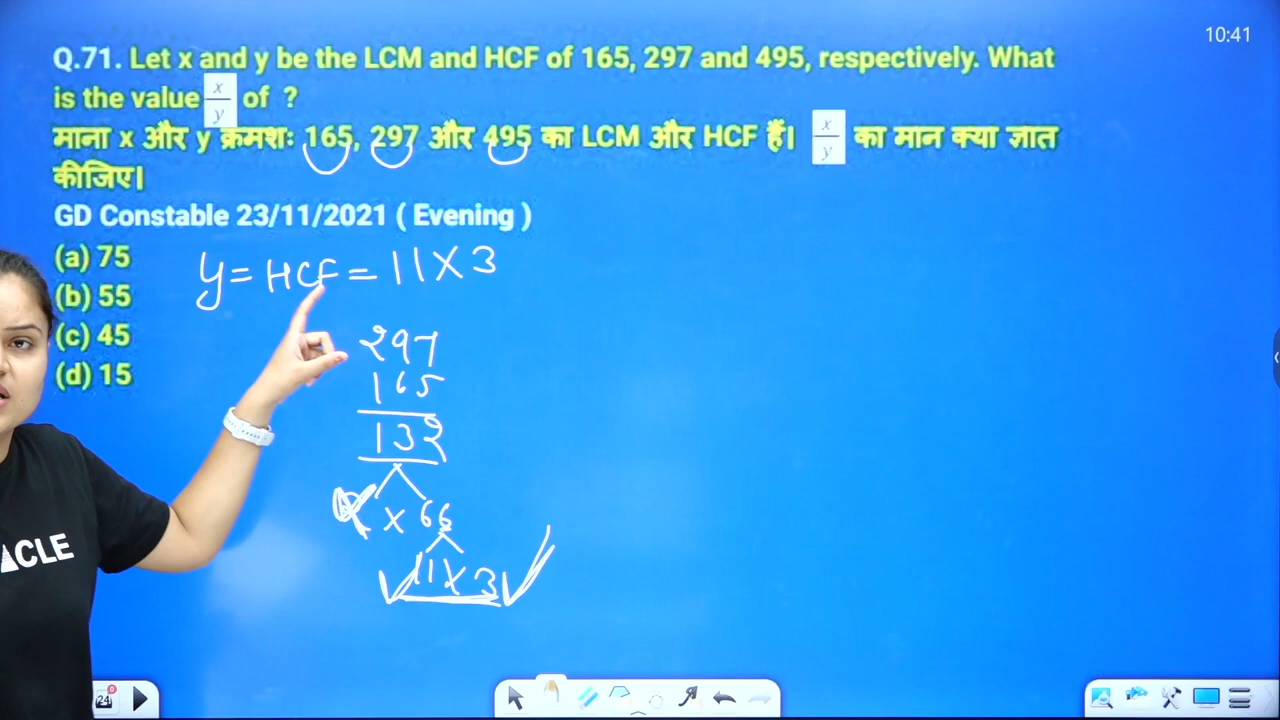 10:41
Q.71. Let x and y be the LCM and HCF of 165, 297 and 495, respectively. What
is the value x/y of ?
माना x और y क्रमशः 165, 297 और 495 का LCM और HCF हैं। x/y का मान क्या ज्ञात
कीजिए।
GD Constable 23/11/2021 ( Evening )
(a) 75
(b) 55
(c) 45
(d) 15
y = HCF = 11 X 3
297
165
132
X 66
11 X 3
ACLE
24